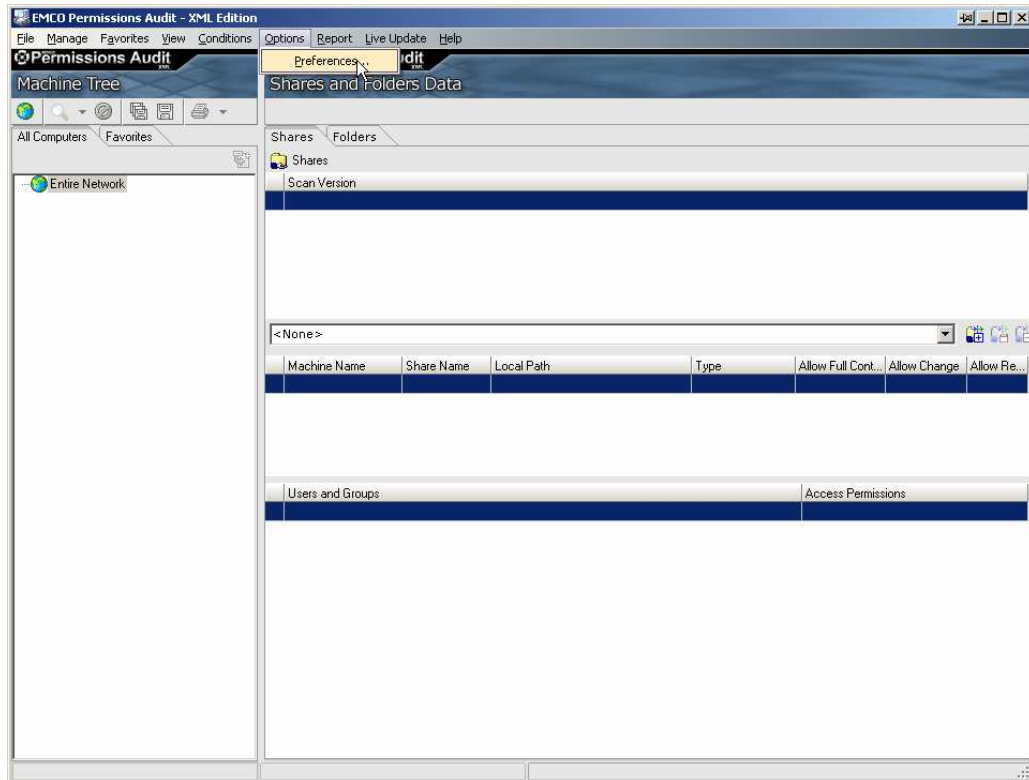 EMCO Permissions Audit - XML Edition
File Manage Favorites View Conditions Options Report Live Update Help
Preferences...
Permissions Audit
Machine Tree
Shares and Folders Data
All Computers Favorites
Shares Folders
Shares
Entire Network
Scan Version
<None>
Machine Name Share Name Local Path Type Allow Full Cont... Allow Change Allow Re...
Users and Groups Access Permissions